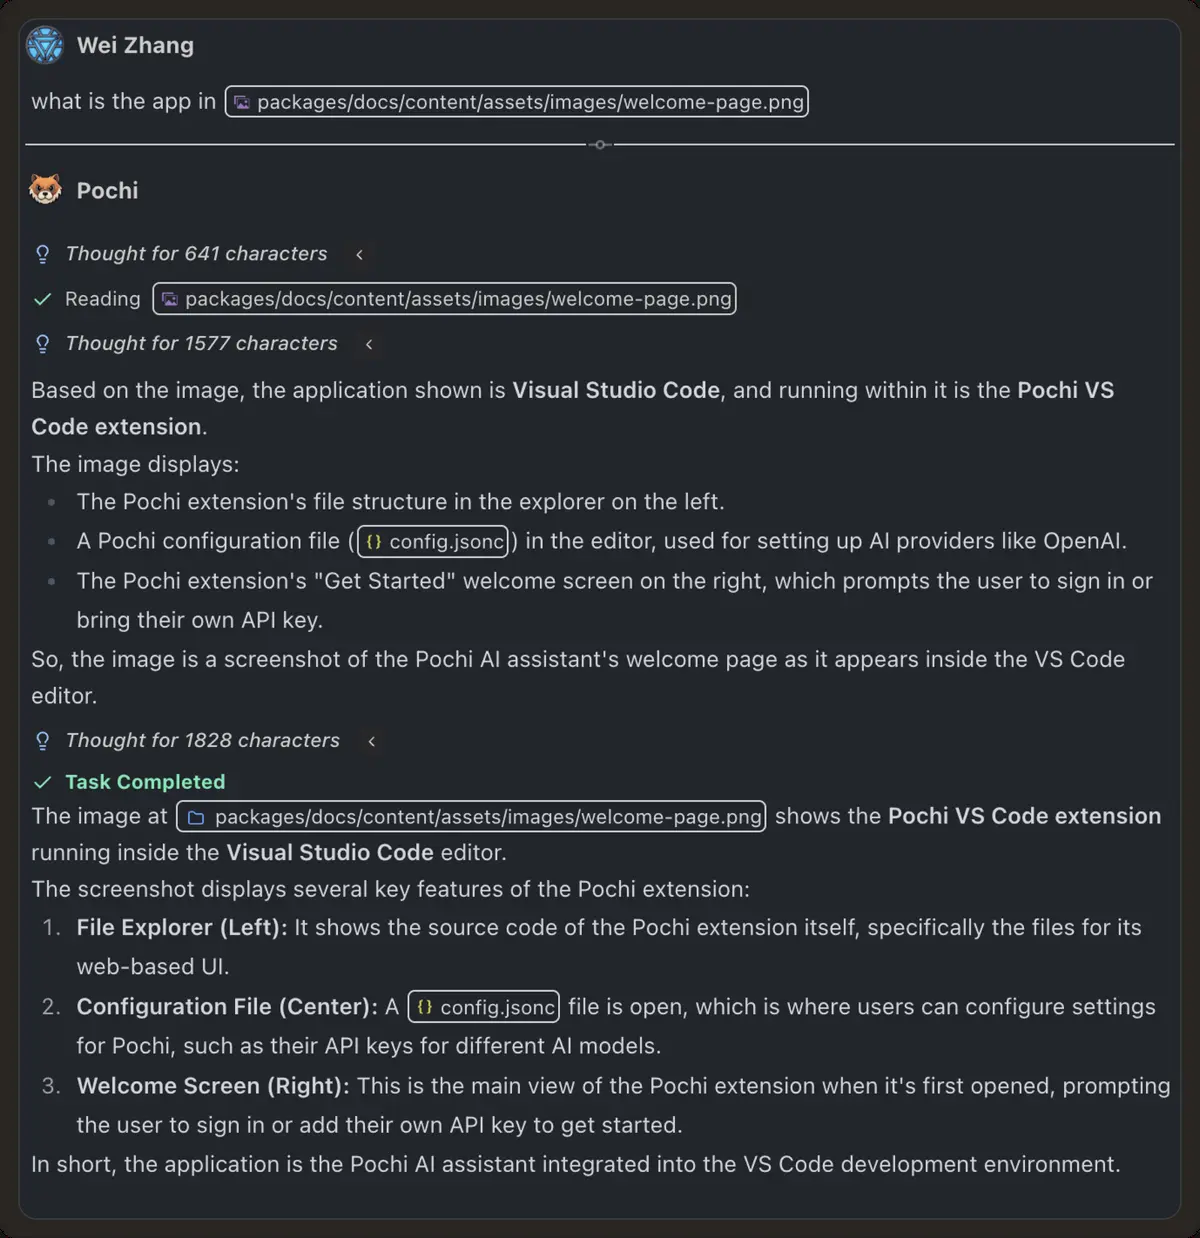 Wei Zhang
what is the app in packages/docs/content/assets/images/welcome-page.png
Pochi
Thought for 641 characters
Reading packages/docs/content/assets/images/welcome-page.png
Thought for 1577 characters
Based on the image, the application shown is Visual Studio Code, and running within it is the Pochi VS
Code extension.
The image displays:
• The Pochi extension's file structure in the explorer on the left.
• A Pochi configuration file ({} config.jsonc) in the editor, used for setting up AI providers like OpenAI.
• The Pochi extension's "Get Started" welcome screen on the right, which prompts the user to sign in or
bring their own API key.
So, the image is a screenshot of the Pochi AI assistant's welcome page as it appears inside the VS Code
editor.
Thought for 1828 characters
Task Completed
The image at packages/docs/content/assets/images/welcome-page.png shows the Pochi VS Code extension
running inside the Visual Studio Code editor.
The screenshot displays several key features of the Pochi extension:
1. File Explorer (Left): It shows the source code of the Pochi extension itself, specifically the files for its
web-based UI.
2. Configuration File (Center): A {} config.jsonc file is open, which is where users can configure settings
for Pochi, such as their API keys for different AI models.
3. Welcome Screen (Right): This is the main view of the Pochi extension when it's first opened, prompting
the user to sign in or add their own API key to get started.
In short, the application is the Pochi AI assistant integrated into the VS Code development environment.